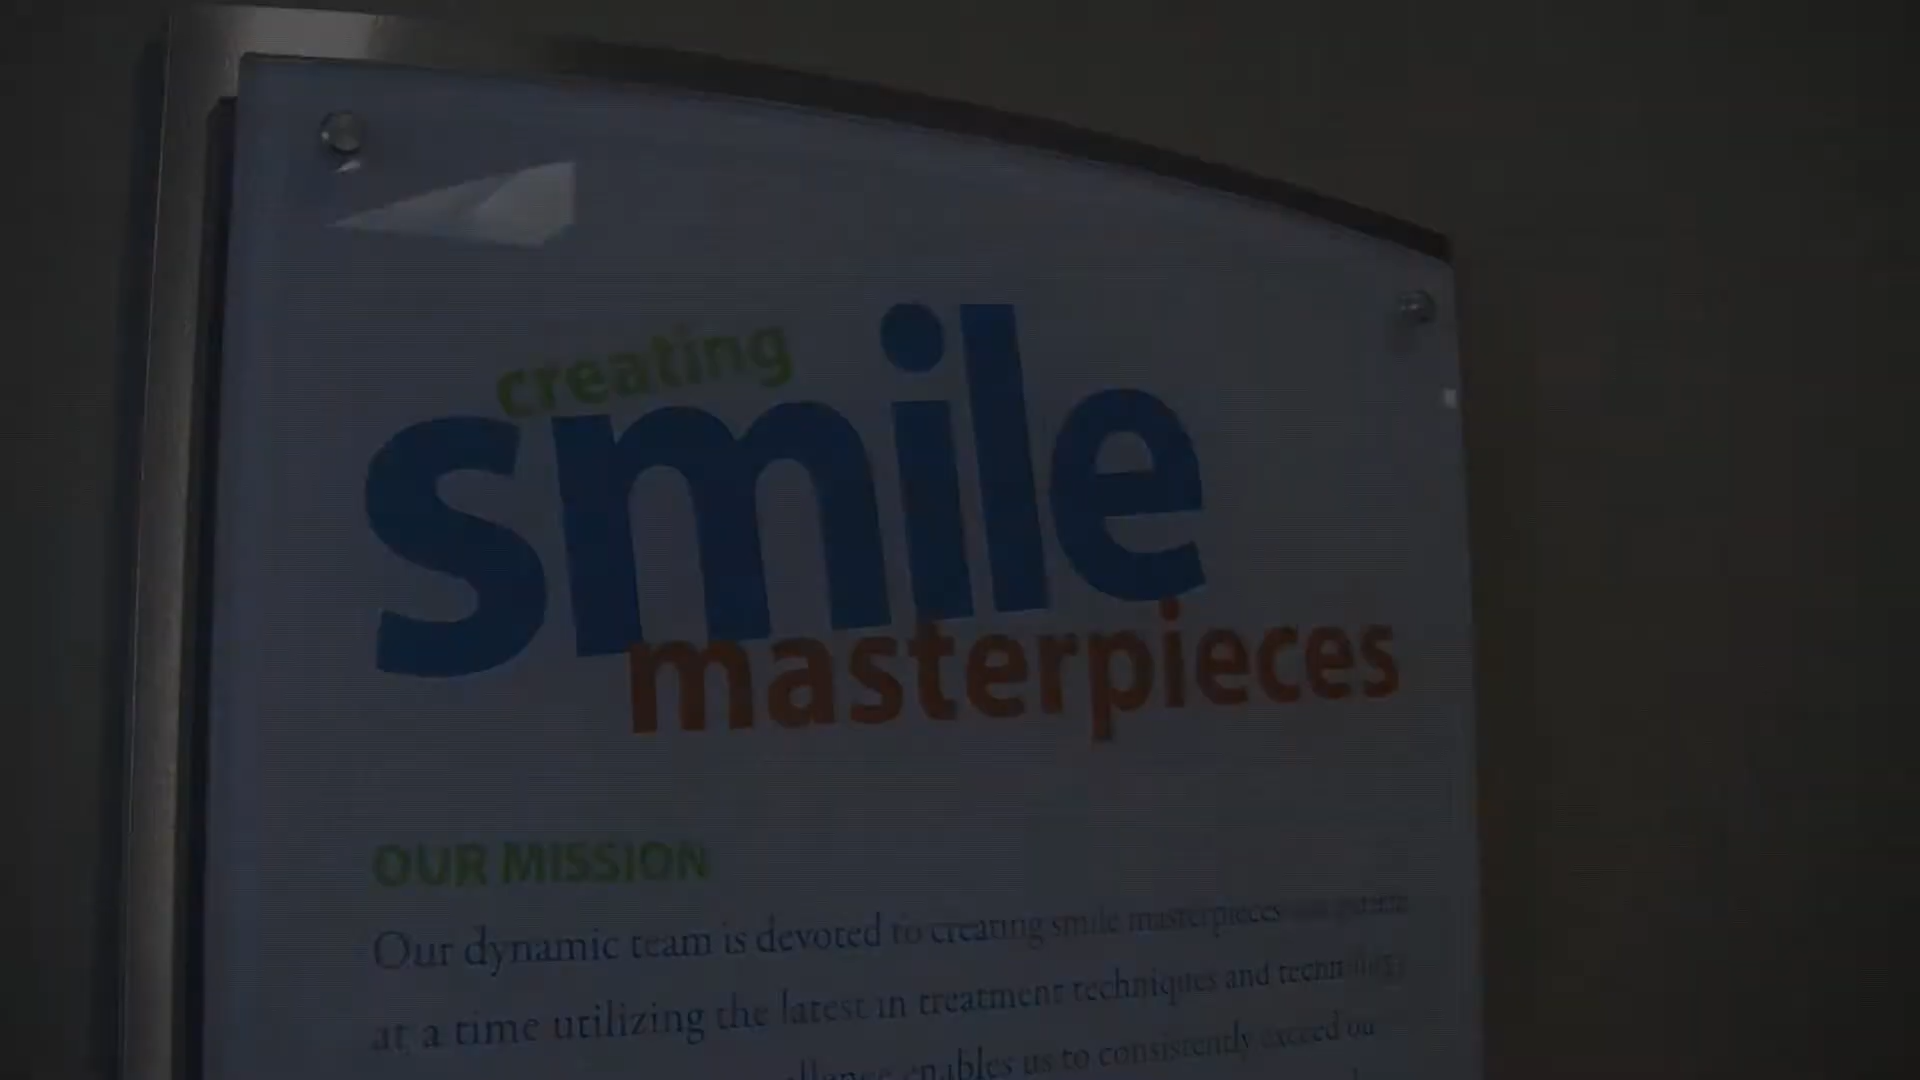 creating
smile
masterpieces
OUR MISSION
Our dynamic team is devoted to creating smile masterpieces
at a time utilizing the latest in treatment techniques and
enables us to consistently exceed